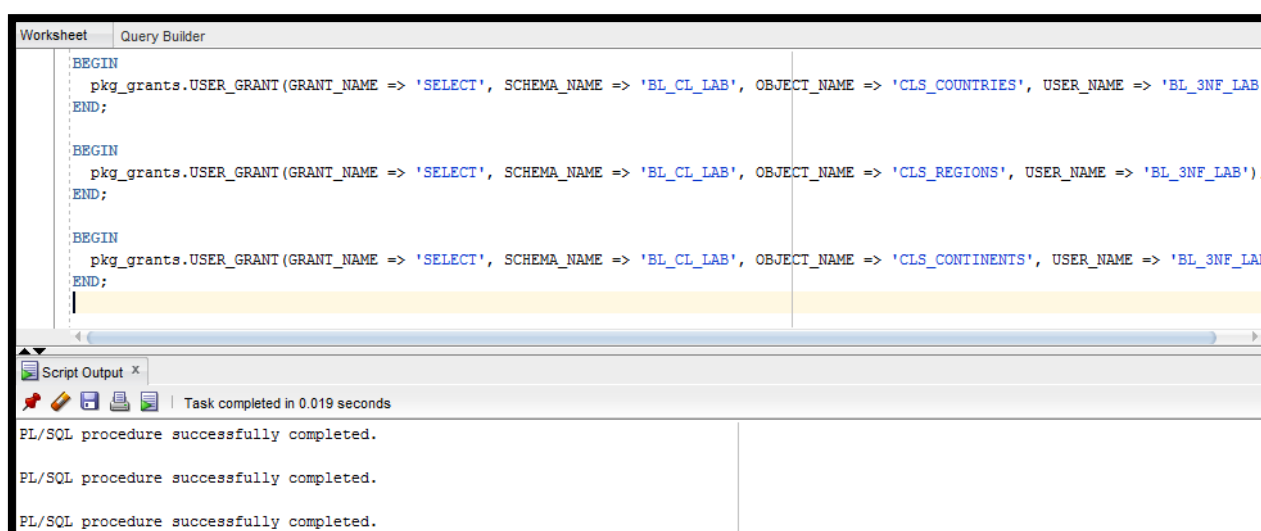 Worksheet Query Builder
BEGIN
pkg_grants.USER_GRANT(GRANT_NAME => 'SELECT', SCHEMA_NAME => 'BL_CL_LAB', OBJECT_NAME => 'CLS_COUNTRIES', USER_NAME => 'BL_3NF_LAB
END;
BEGIN
pkg_grants.USER_GRANT(GRANT_NAME => 'SELECT', SCHEMA_NAME => 'BL_CL_LAB', OBJECT_NAME => 'CLS_REGIONS', USER_NAME => 'BL_3NF_LAB')
END;
BEGIN
pkg_grants.USER_GRANT(GRANT_NAME => 'SELECT', SCHEMA_NAME => 'BL_CL_LAB', OBJECT_NAME => 'CLS_CONTINENTS', USER_NAME => 'BL_3NF_LA
END;
Script Output x
Task completed in 0.019 seconds
PL/SQL procedure successfully completed.
PL/SQL procedure successfully completed.
PL/SQL procedure successfully completed.